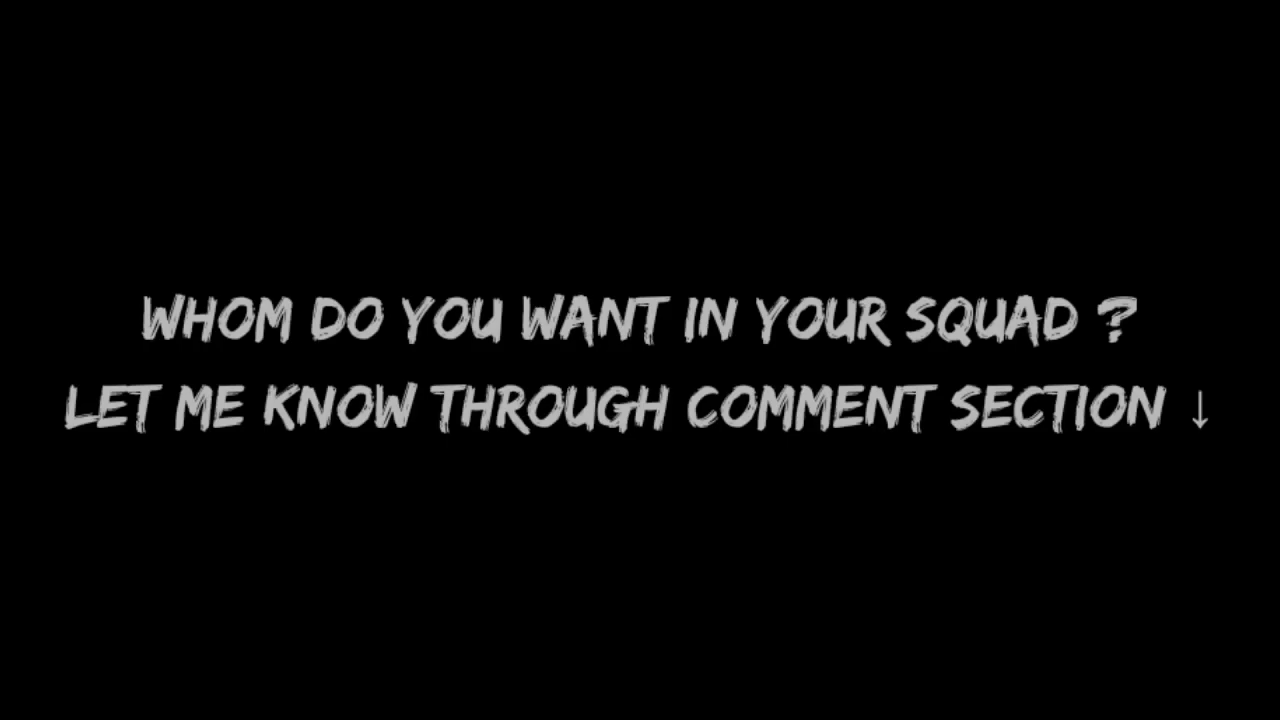 WHOM DO YOU WANT IN YOUR SQUAD ?
LET ME KNOW THROUGH COMMENT SECTION ↓